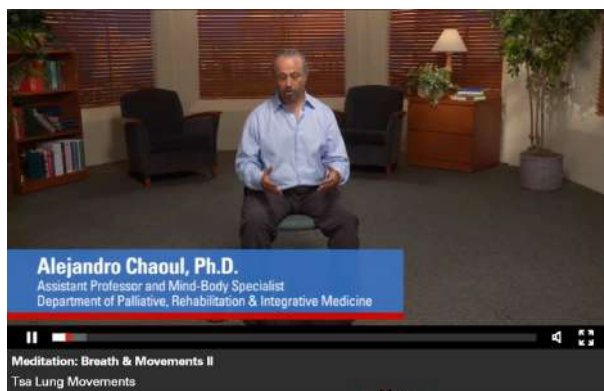 Alejandro Chaoul, Ph.D.
Assistant Professor and Mind-Body Specialist
Department of Palliative, Rehabilitation & Integrative Medicine
Meditation: Breath & Movements II
Tsa Lung Movements